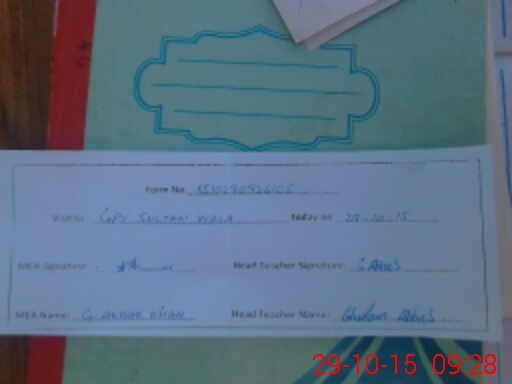 Form No. 1510290926105
Visit to GPS SULTAN WALA Today on 29-10-15
MEA Signature: Head Teacher Signature: G Abbas
MEA Name: G. AKBAR KHAN Head Teacher Name: Ghulam Abbas
29-10-15 09:28